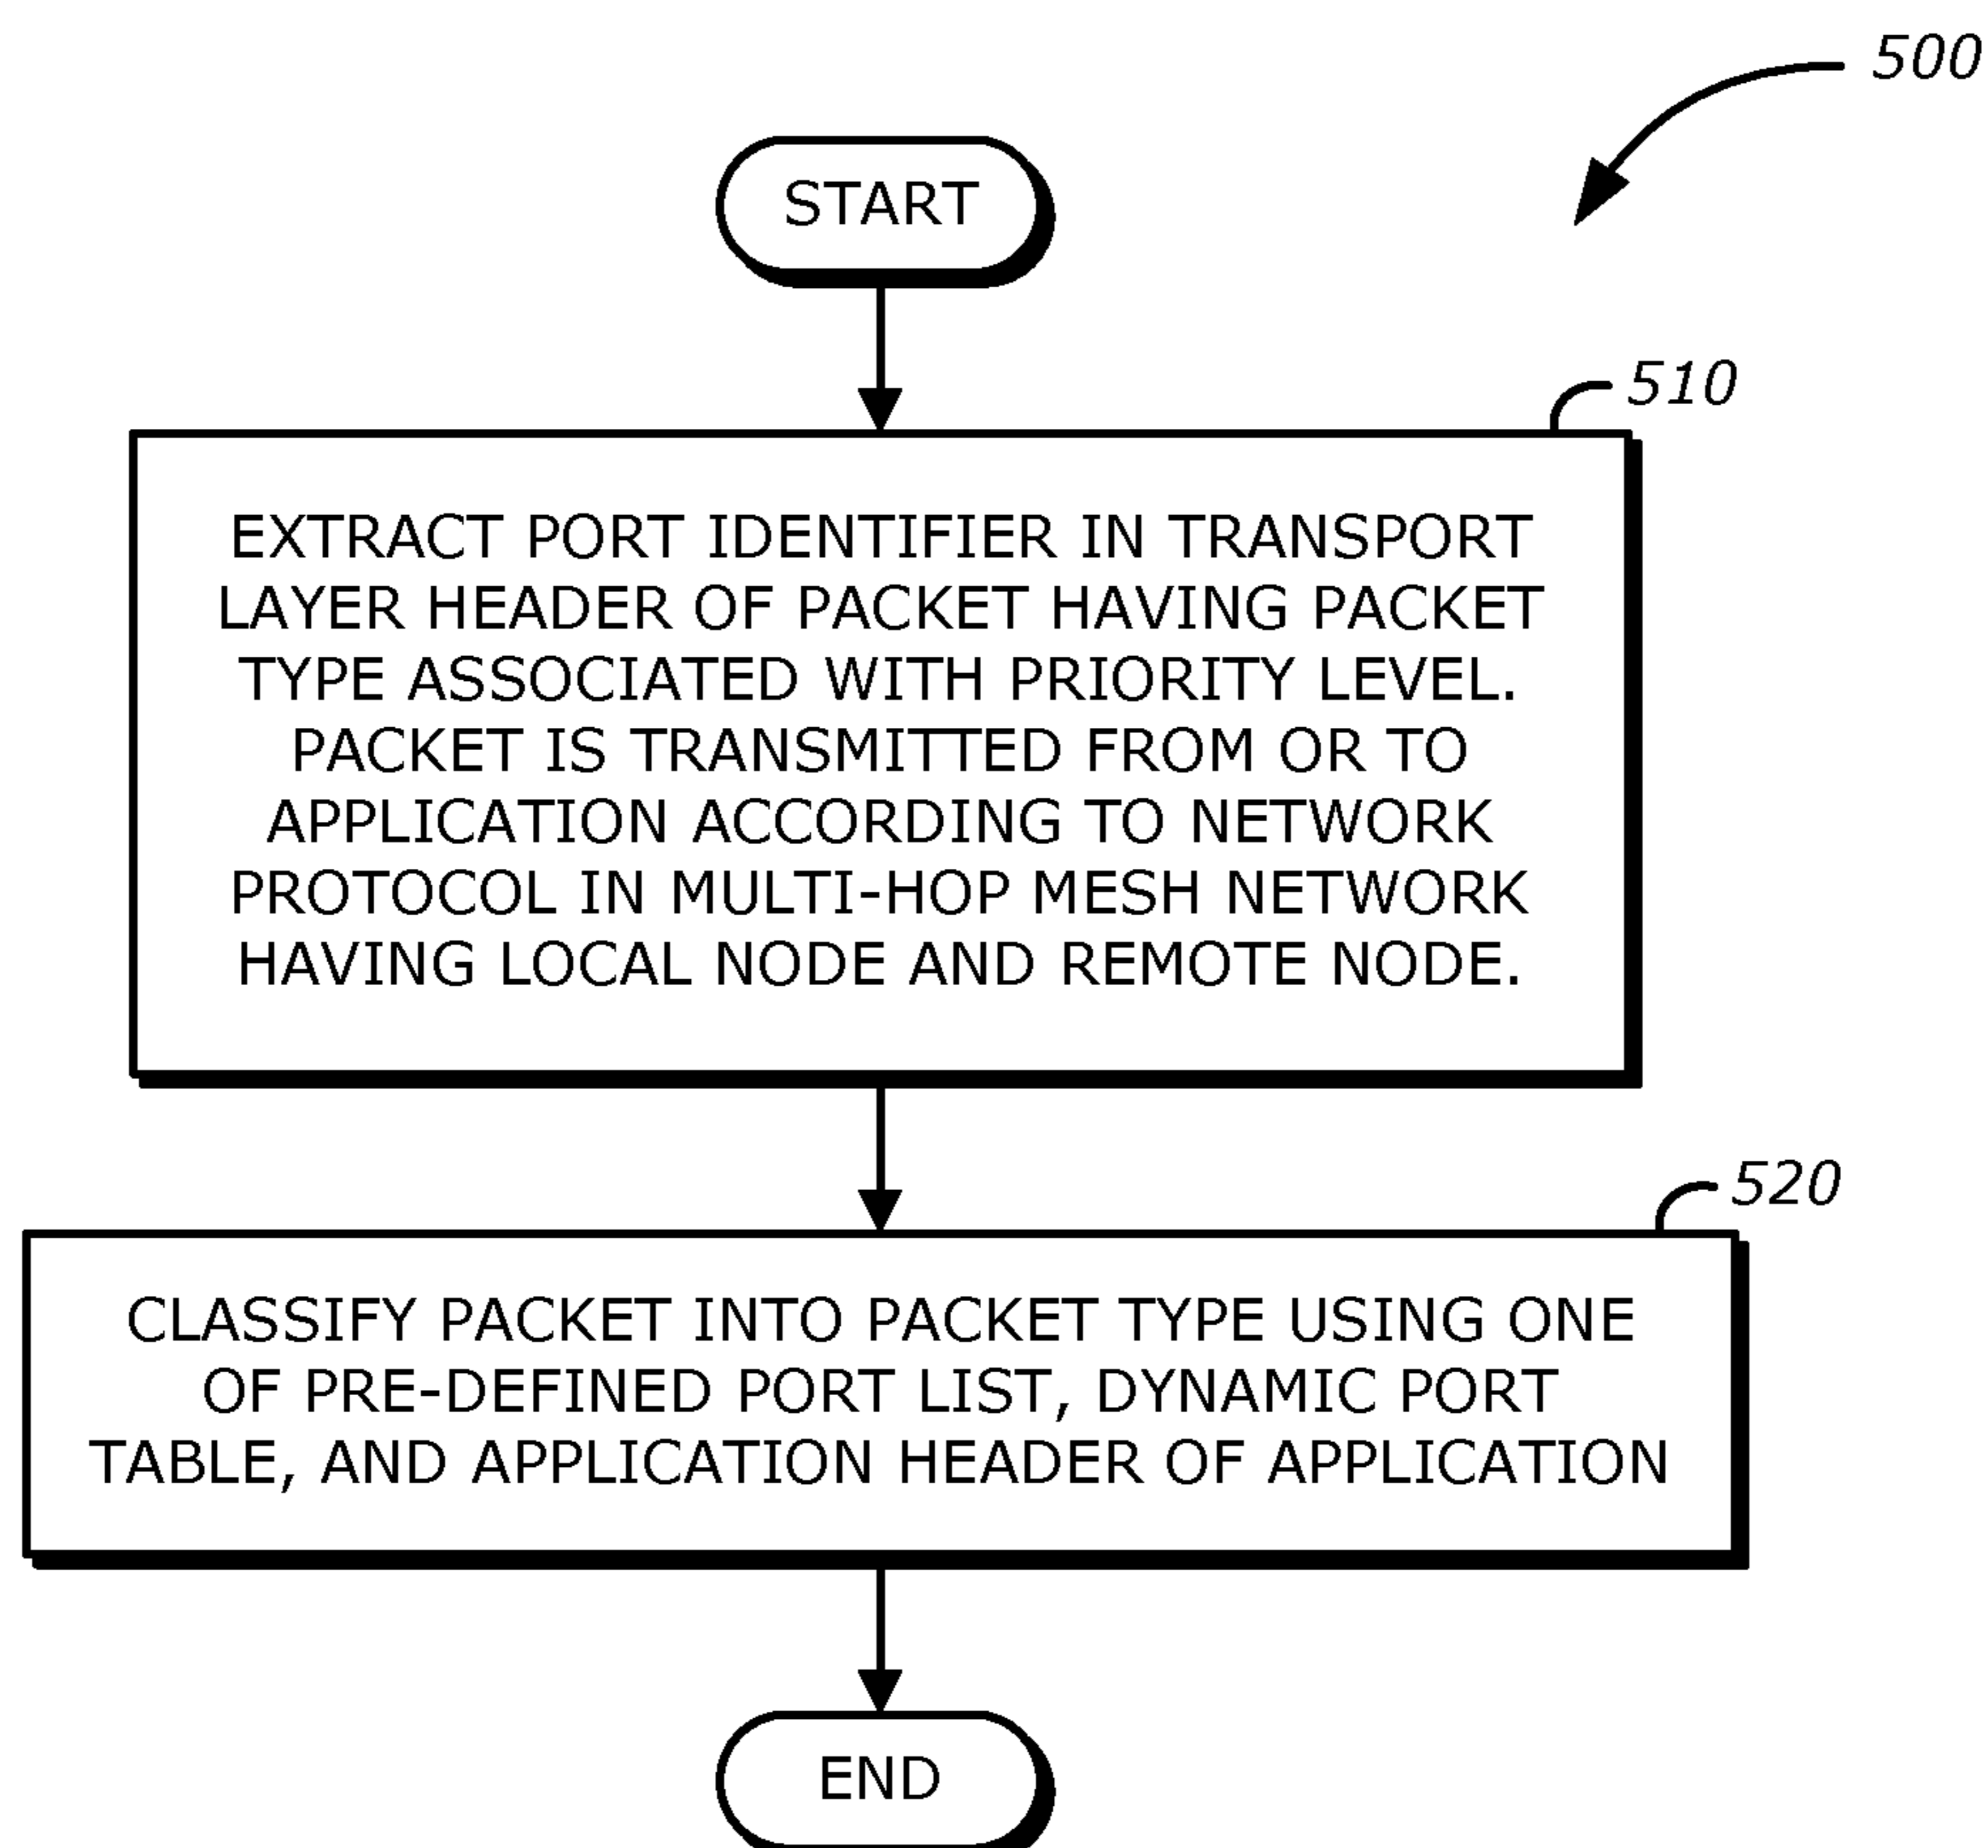 500
START
510
EXTRACT PORT IDENTIFIER IN TRANSPORT
LAYER HEADER OF PACKET HAVING PACKET
TYPE ASSOCIATED WITH PRIORITY LEVEL.
PACKET IS TRANSMITTED FROM OR TO
APPLICATION ACCORDING TO NETWORK
PROTOCOL IN MULTI-HOP MESH NETWORK
HAVING LOCAL NODE AND REMOTE NODE.
520
CLASSIFY PACKET INTO PACKET TYPE USING ONE
OF PRE-DEFINED PORT LIST, DYNAMIC PORT
TABLE, AND APPLICATION HEADER OF APPLICATION
END